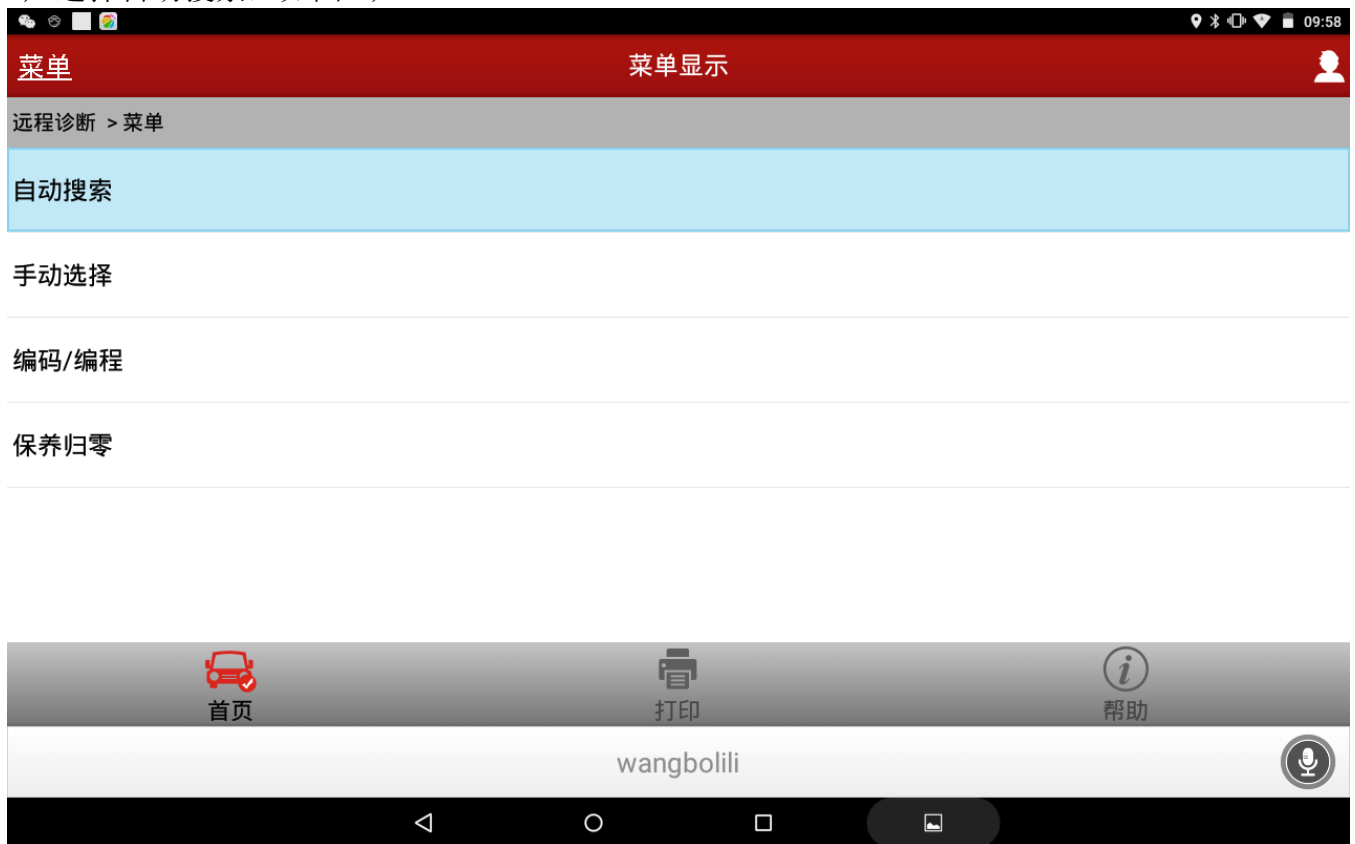 09:58
菜单 菜单显示
远程诊断 >菜单
自动搜索
手动选择
编码/编程
保养归零
首页 打印 帮助
wangbolili